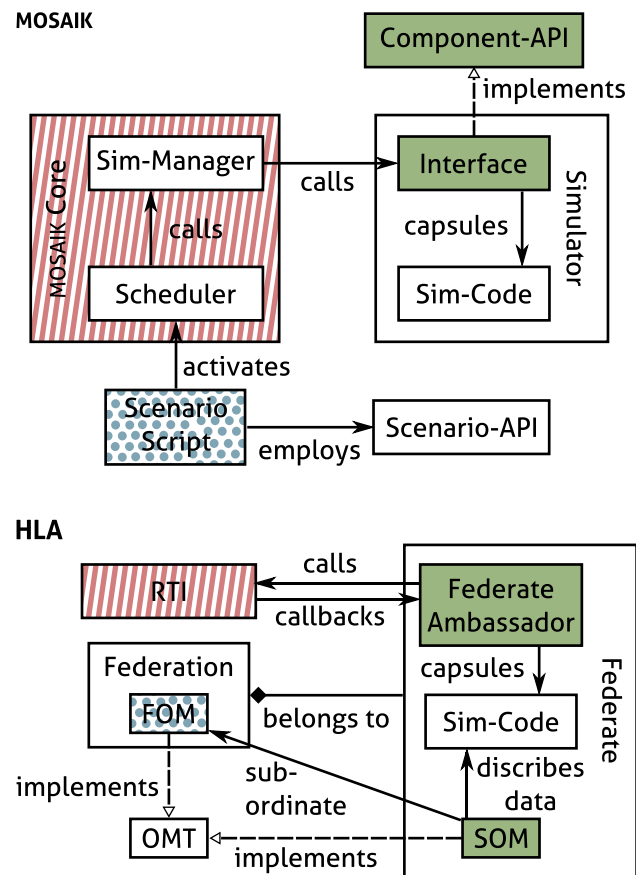 MOSAIK
Component-API
implements
MOSAIK Core
Sim-Manager
calls
Interface
Simulator
calls
capsules
Scheduler
Sim-Code
activates
Scenario
Script
employs
Scenario-API
HLA
RTI
calls
callbacks
Federate
Ambassador
Federation
FOM
belongs to
capsules
Sim-Code
Federate
implements
sub-
ordinate
discribes
data
OMT
implements
SOM